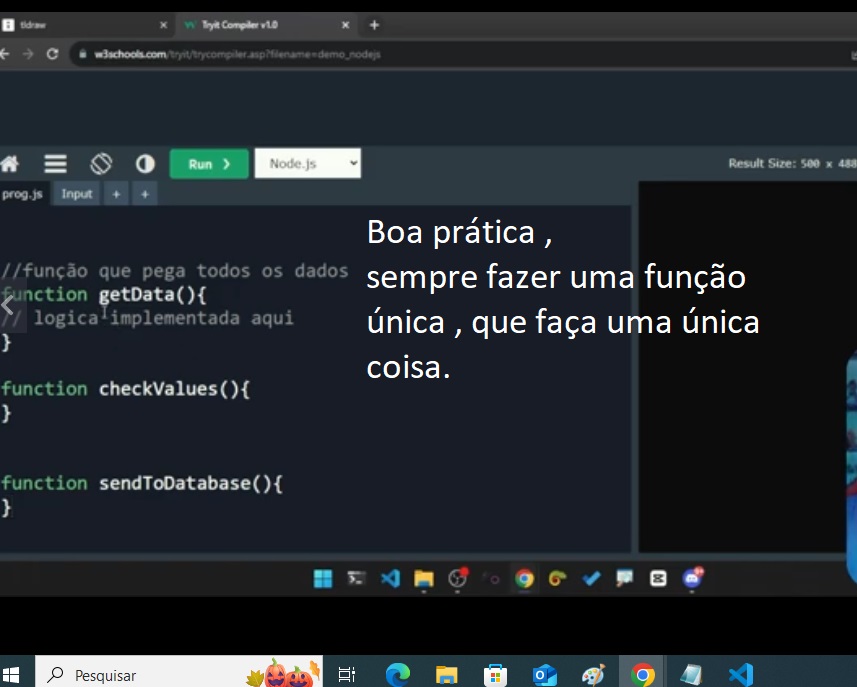 tldraw
Tryit Compiler v1.0
w3schools.com/tryit/trycompiler.asp?filename=demo_nodejs
Run ❯
Node.js
Result Size: 500 x 488
prog.js
Input
+
+
//função que pega todos os dados
function getData(){
// logica implementada aqui
}
function checkValues(){
}
function sendToDatabase(){
}
Boa prática ,
sempre fazer uma função
única , que faça uma única
coisa.
Pesquisar